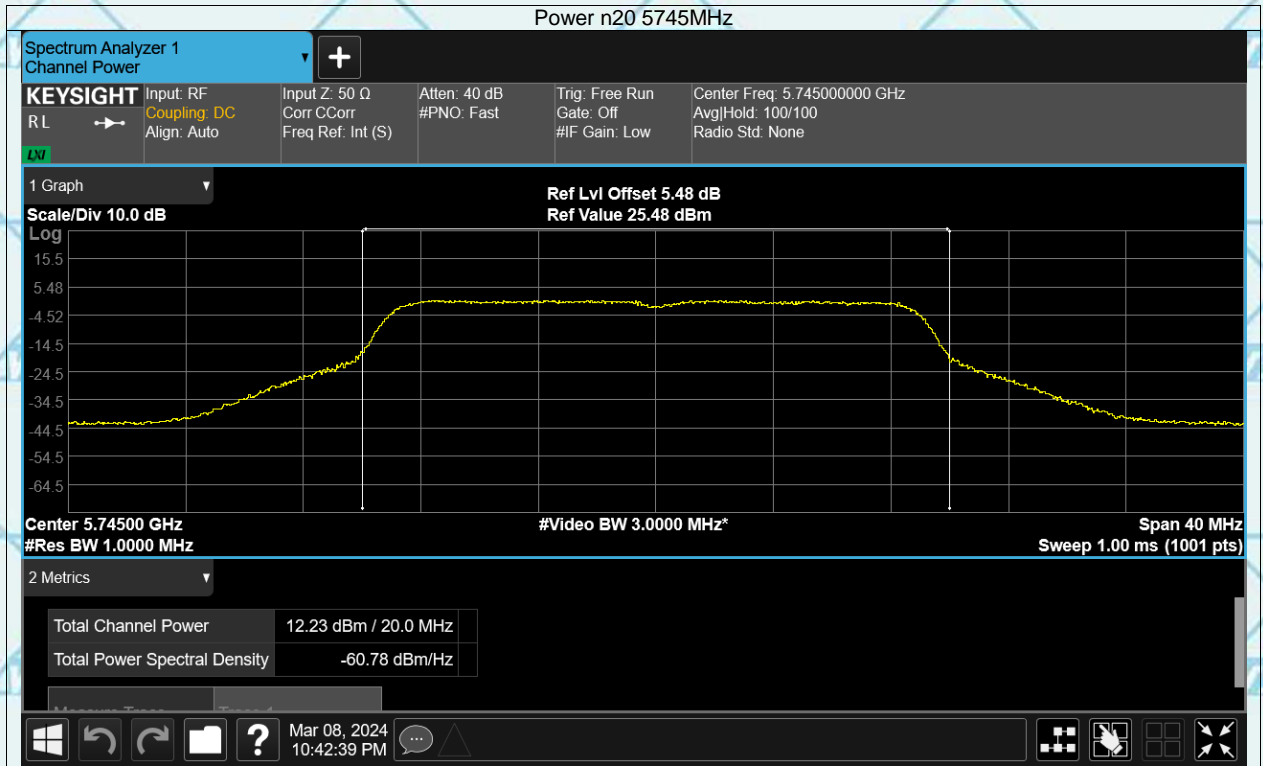 Power n20 5745MHz
Spectrum Analyzer 1
Channel Power
KEYSIGHT
R L
LXI
Input: RF
Coupling: DC
Align: Auto
Input Z: 50 Ω
Corr CCorr
Freq Ref: Int (S)
Atten: 40 dB
#PNO: Fast
Trig: Free Run
Gate: Off
#IF Gain: Low
Center Freq: 5.745000000 GHz
Avg|Hold: 100/100
Radio Std: None
1 Graph
Scale/Div 10.0 dB
Ref Lvl Offset 5.48 dB
Ref Value 25.48 dBm
Log
15.5
5.48
-4.52
-14.5
-24.5
-34.5
-44.5
-54.5
-64.5
Center 5.74500 GHz
#Video BW 3.0000 MHz*
Span 40 MHz
#Res BW 1.0000 MHz
Sweep 1.00 ms (1001 pts)
2 Metrics
Total Channel Power 12.23 dBm / 20.0 MHz
Total Power Spectral Density -60.78 dBm/Hz
Measure Trace Trace 1
?
Mar 08, 2024
10:42:39 PM